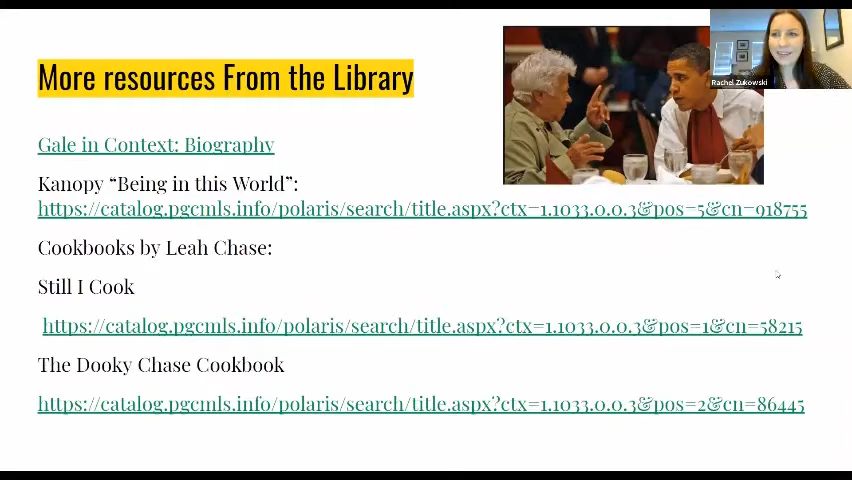 More resources From the Library
Rachel Zukowski
Gale in Context: Biography
Kanopy “Being in this World”:
https://catalog.pgcmls.info/polaris/search/title.aspx?ctx=1.1033.0.0.3&pos=5&cn=918755
Cookbooks by Leah Chase:
Still I Cook
https://catalog.pgcmls.info/polaris/search/title.aspx?ctx=1.1033.0.0.3&pos=1&cn=58215
The Dooky Chase Cookbook
https://catalog.pgcmls.info/polaris/search/title.aspx?ctx=1.1033.0.0.3&pos=2&cn=86445